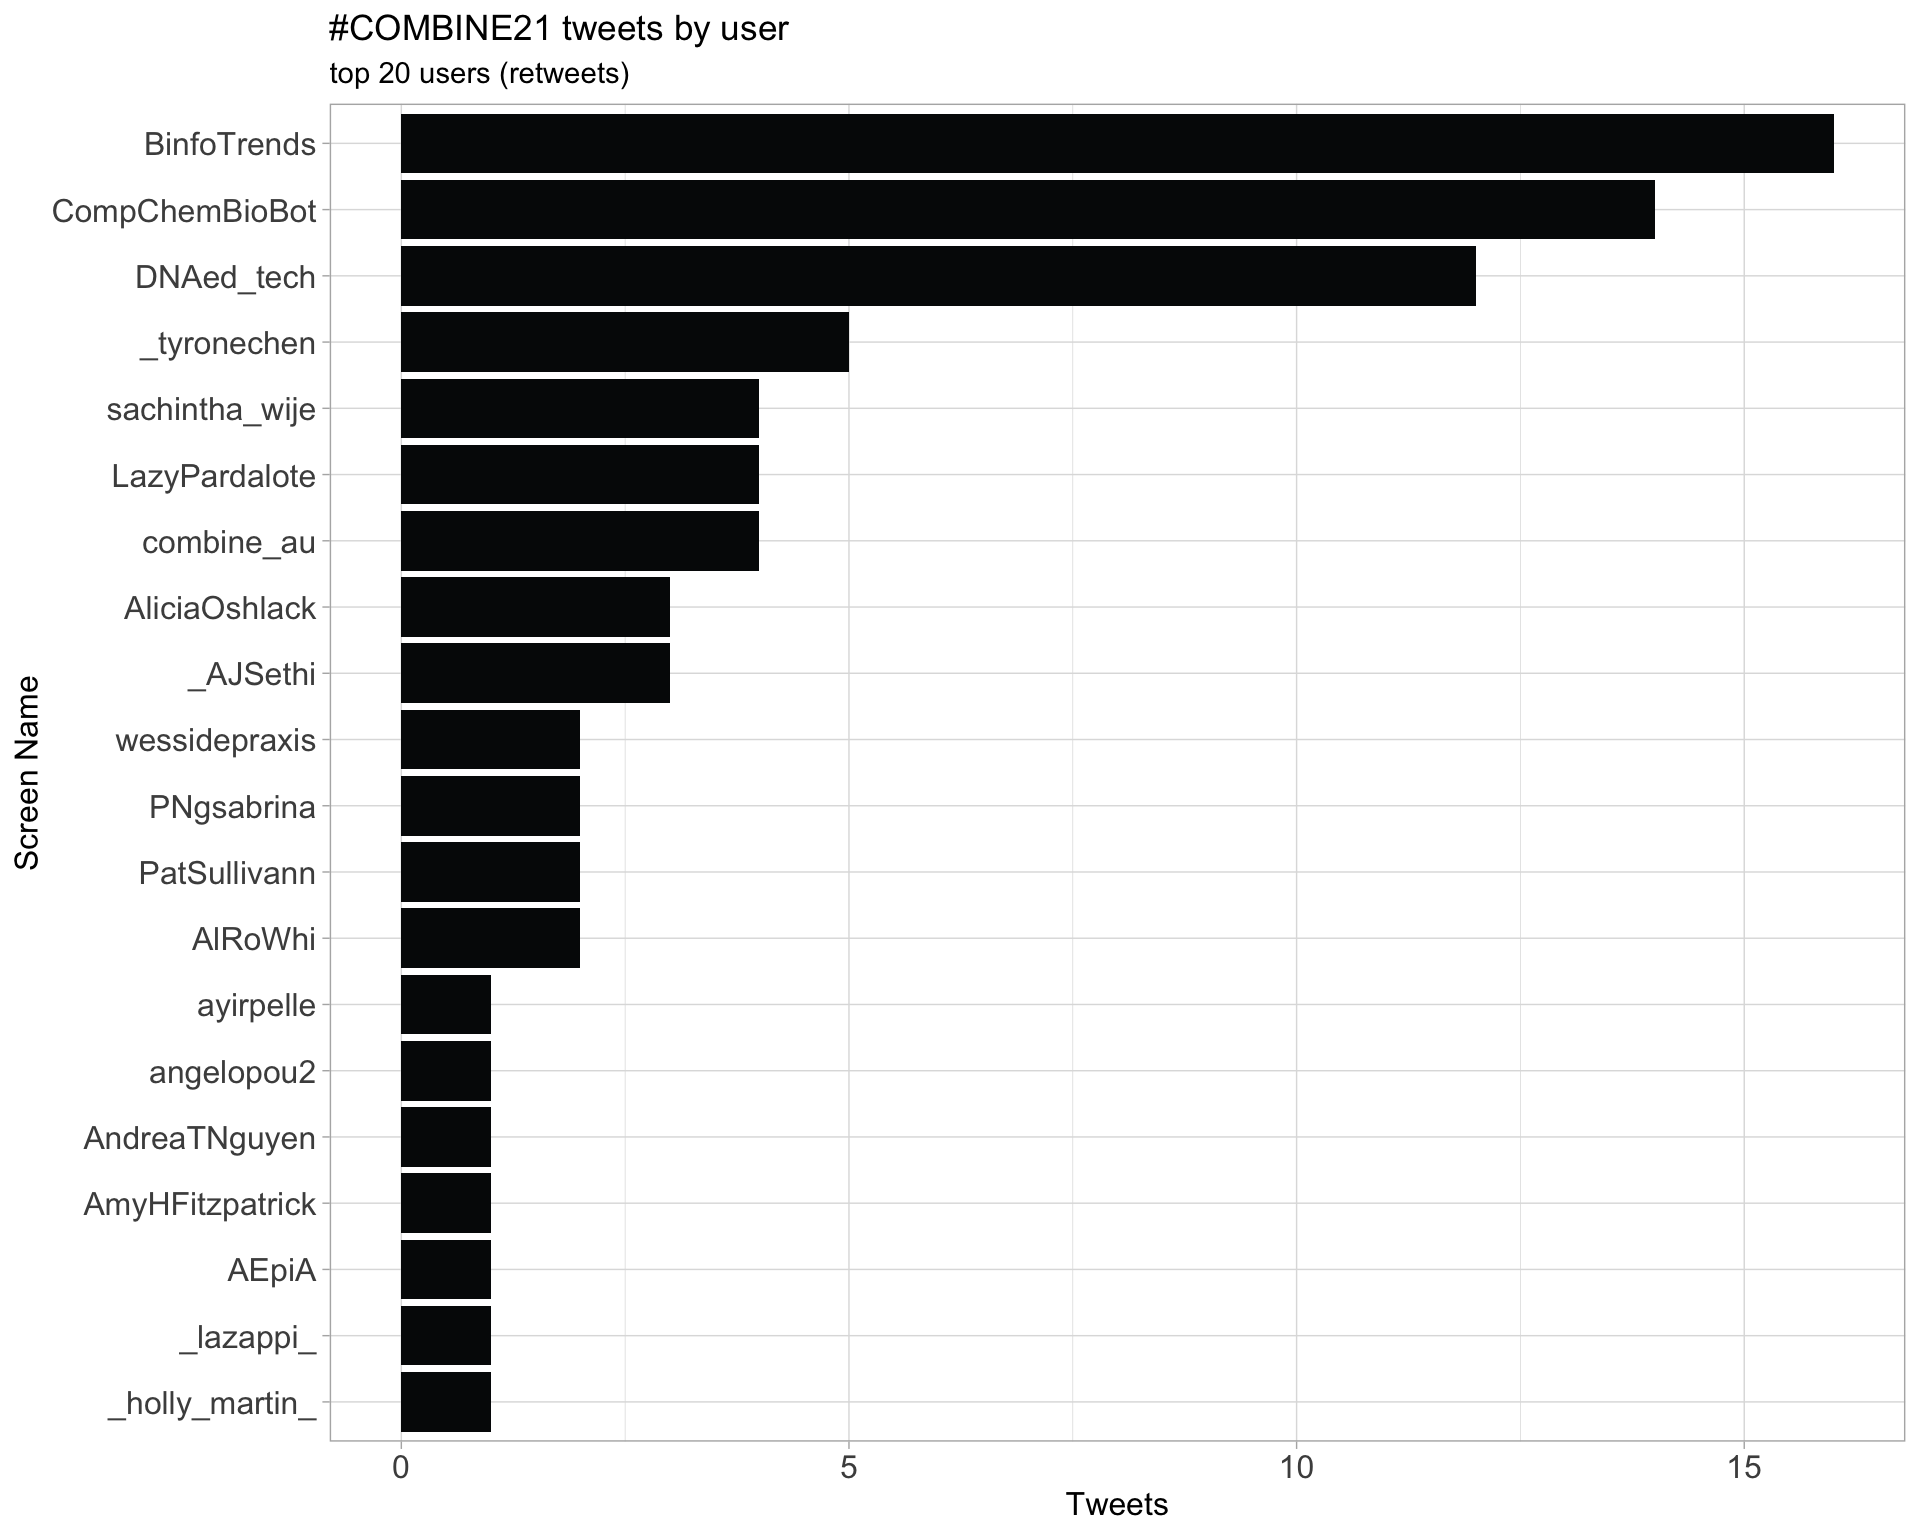 #COMBINE21 tweets by user
top 20 users (retweets)
BinfoTrends
CompChemBioBot
DNAed_tech
_tyronechen
sachintha_wije
LazyPardalote
combine_au
AliciaOshlack
_AJSethi
wessidepraxis
PNgsabrina
PatSullivann
AlRoWhi
ayirpelle
angelopou2
AndreaTNguyen
AmyHFitzpatrick
AEpiA
_lazappi_
_holly_martin_
Screen Name
0 5 10 15
Tweets